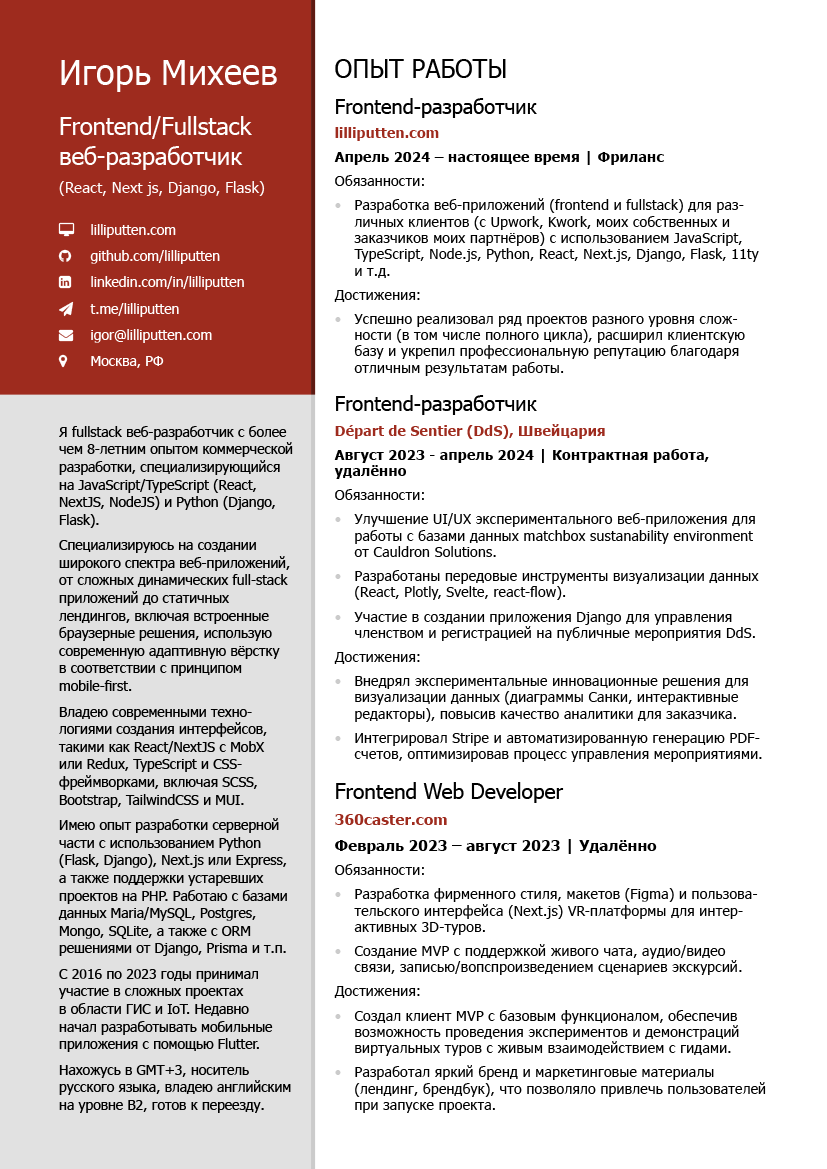 Игорь Михеев
Frontend/Fullstack
веб-разработчик
(React, Next js, Django, Flask)
lilliputten.com
github.com/lilliputten
linkedin.com/in/lilliputten
t.me/lilliputten
igor@lilliputten.com
Москва, РФ
Я fullstack веб-разработчик с более
чем 8-летним опытом коммерческой
разработки, специализирующийся
на JavaScript/TypeScript (React,
NextJS, NodeJS) и Python (Django,
Flask).
Специализируюсь на создании
широкого спектра веб-приложений,
от сложных динамических full-stack
приложений до статичных
лендингов, включая встроенные
браузерные решения, использую
современную адаптивную вёрстку
в соответствии с принципом
mobile-first.
Владею современными техно-
логиями создания интерфейсов,
такими как React/NextJS с MobX
или Redux, TypeScript и CSS-
фреймворками, включая SCSS,
Bootstrap, TailwindCSS и MUI.
Имею опыт разработки серверной
части с использованием Python
(Flask, Django), Next.js или Express,
а также поддержки устаревших
проектов на PHP. Работаю с базами
данных Maria/MySQL, Postgres,
Mongo, SQLite, а также с ORM
решениями от Django, Prisma и т.п.
С 2016 по 2023 годы принимал
участие в сложных проектах
в области ГИС и IoT. Недавно
начал разработывать мобильные
приложения с помощью Flutter.
Нахожусь в GMT+3, носитель
русского языка, владею английским
на уровне B2, готов к переезду.
ОПЫТ РАБОТЫ
Frontend-разработчик
lilliputten.com
Апрель 2024 – настоящее время | Фриланс
Обязанности:
• Разработка веб-приложений (frontend и fullstack) для раз-
личных клиентов (с Upwork, Kwork, моих собственных и
заказчиков моих партнёров) с использованием JavaScript,
TypeScript, Node.js, Python, React, Next.js, Django, Flask, 11ty
и т.д.
Достижения:
• Успешно реализовал ряд проектов разного уровня слож-
ности (в том числе полного цикла), расширил клиентскую
базу и укрепил профессиональную репутацию благодаря
отличным результатам работы.
Frontend-разработчик
Départ de Sentier (DdS), Швейцария
Август 2023 - апрель 2024 | Контрактная работа,
удалённо
Обязанности:
• Улучшение UI/UX экспериментального веб-приложения для
работы с базами данных matchbox sustanability environment
от Cauldron Solutions.
• Разработаны передовые инструменты визуализации данных
(React, Plotly, Svelte, react-flow).
• Участие в создании приложения Django для управления
членством и регистрацией на публичные мероприятия DdS.
Достижения:
• Внедрял экспериментальные инновационные решения для
визуализации данных (диаграммы Санки, интерактивные
редакторы), повысив качество аналитики для заказчика.
• Интегрировал Stripe и автоматизированную генерацию PDF-
счетов, оптимизировав процесс управления мероприятиями.
Frontend Web Developer
360caster.com
Февраль 2023 – август 2023 | Удалённо
Обязанности:
• Разработка фирменного стиля, макетов (Figma) и пользова-
тельского интерфейса (Next.js) VR-платформы для интер-
активных 3D-туров.
• Создание MVP с поддержкой живого чата, аудио/видео
связи, записью/вопспроизведением сценариев экскурсий.
Достижения:
• Создал клиент MVP с базовым функционалом, обеспечив
возможность проведения экспериментов и демонстраций
виртуальных туров с живым взаимодействием с гидами.
• Разработал яркий бренд и маркетинговые материалы
(лендинг, брендбук), что позволяло привлечь пользователей
при запуске проекта.